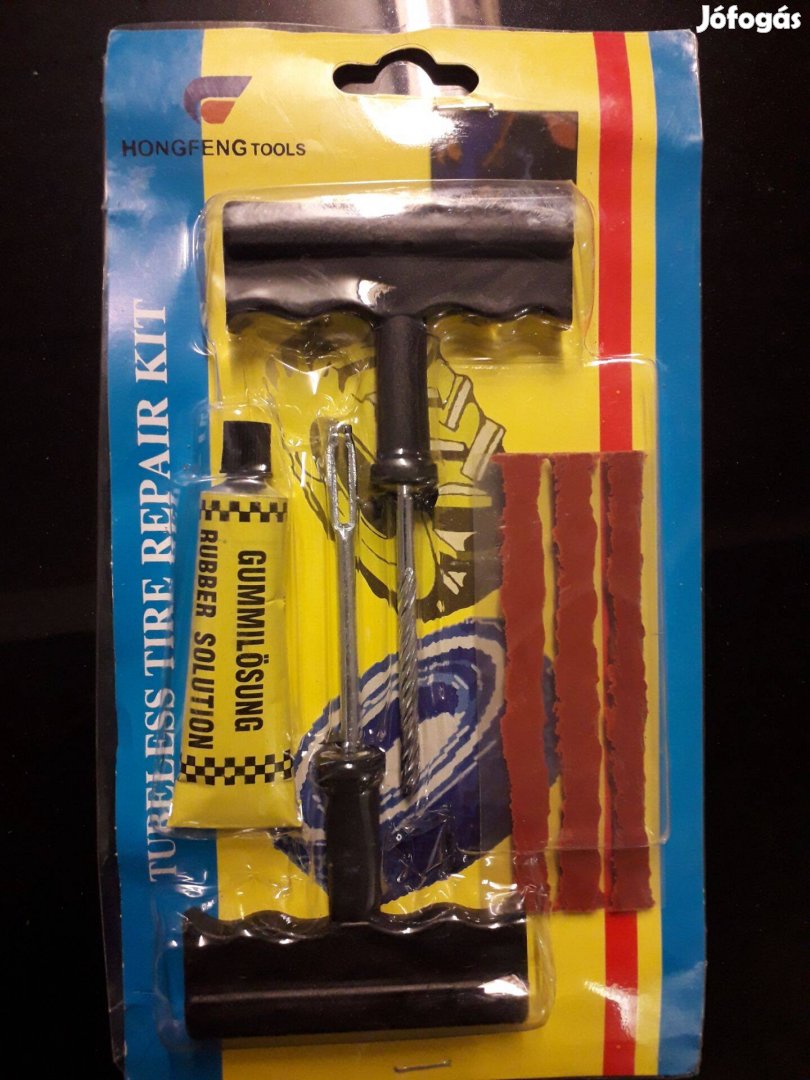 Jófogás
HONGFENG TOOLS
TUBELESS TIRE REPAIR KIT
GUMMILÖSUNG
RUBBER SOLUTION